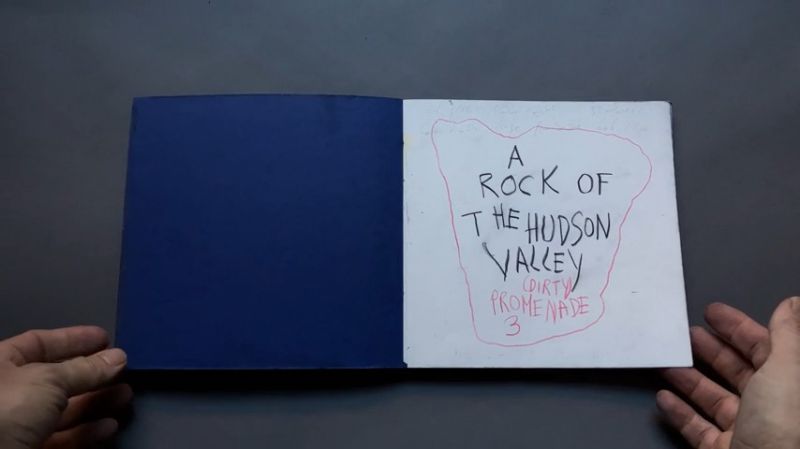 A
ROCK OF
THE HUDSON
VALLEY
(DIRTY)
PROMENADE
3